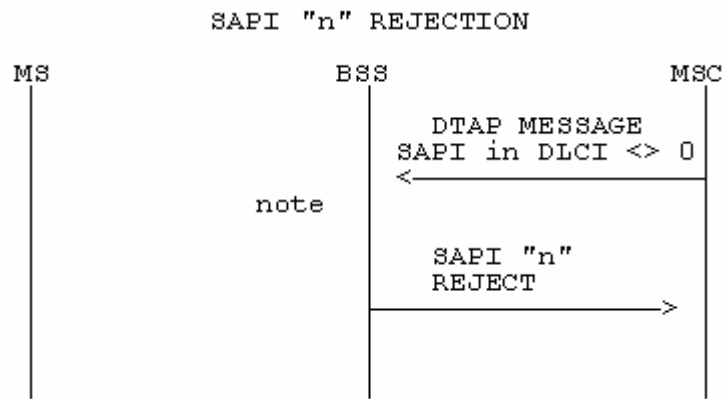 SAPI "n" REJECTION
MS BSS MSC
DTAP MESSAGE
SAPI in DLCI <> 0
note
SAPI "n"
REJECT